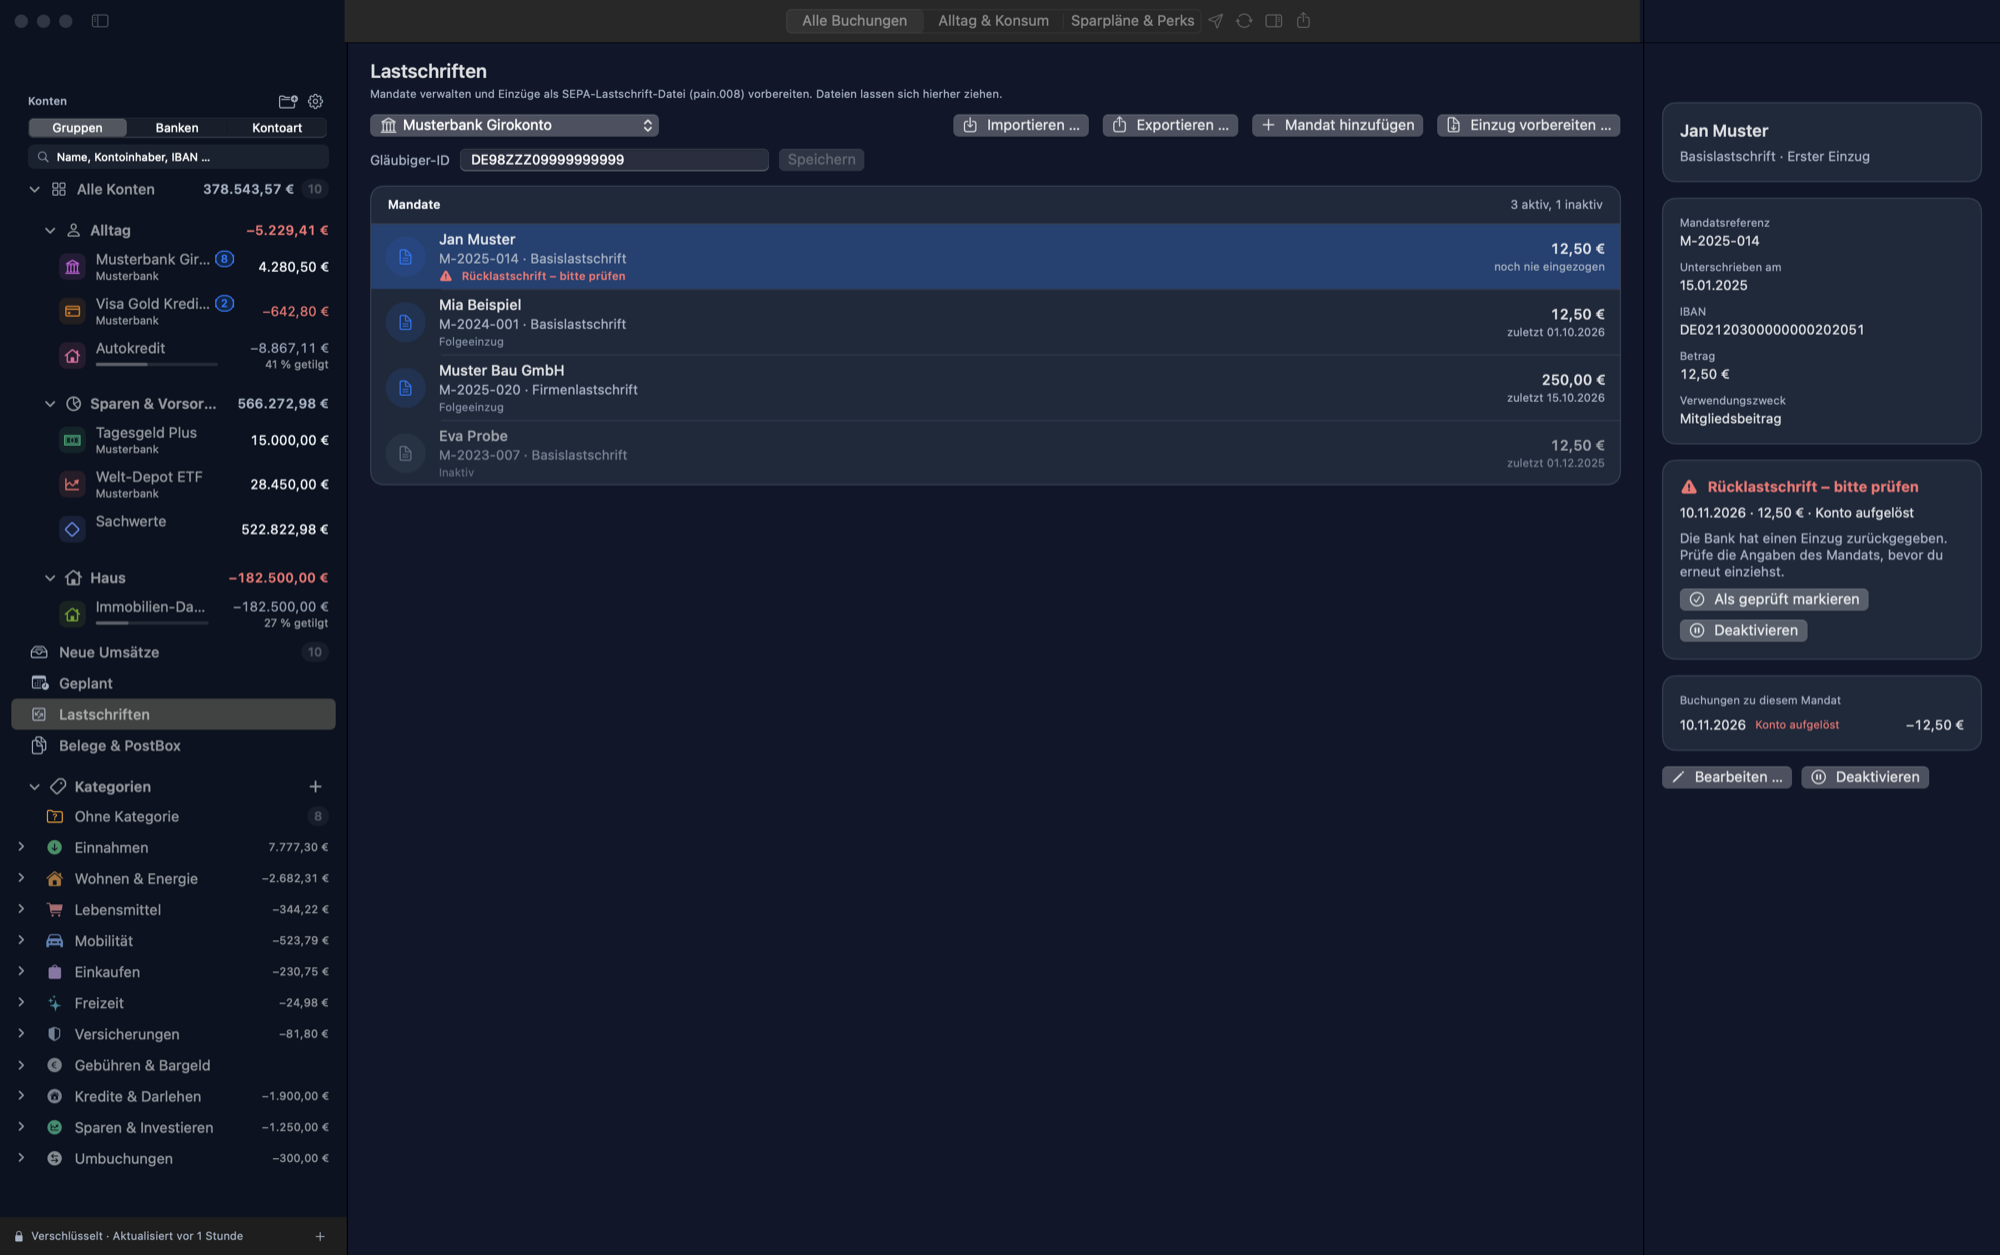 Alle Buchungen
Alltag & Konsum
Sparpläne & Perks
Konten
Gruppen
Banken
Kontoart
Name, Kontoinhaber, IBAN ...
Alle Konten 378.543,57 € 10
Alltag −5.229,41 €
Musterbank Gir... 8 4.280,50 €
Musterbank
Visa Gold Kredi... 2 −642,80 €
Musterbank
Autokredit −8.867,11 €
41 % getilgt
Sparen & Vorsor... 566.272,98 €
Tagesgeld Plus 15.000,00 €
Musterbank
Welt-Depot ETF 28.450,00 €
Musterbank
Sachwerte 522.822,98 €
Haus −182.500,00 €
Immobilien-Da... −182.500,00 €
27 % getilgt
Neue Umsätze 10
Geplant
Lastschriften
Belege & PostBox
Kategorien
Ohne Kategorie 8
Einnahmen 7.777,30 €
Wohnen & Energie −2.682,31 €
Lebensmittel −344,22 €
Mobilität −523,79 €
Einkaufen −230,75 €
Freizeit −24,98 €
Versicherungen −81,80 €
Gebühren & Bargeld
Kredite & Darlehen −1.900,00 €
Sparen & Investieren −1.250,00 €
Umbuchungen −300,00 €
Verschlüsselt · Aktualisiert vor 1 Stunde
Lastschriften
Mandate verwalten und Einzüge als SEPA-Lastschrift-Datei (pain.008) vorbereiten. Dateien lassen sich hierher ziehen.
Musterbank Girokonto
Importieren ...
Exportieren ...
Mandat hinzufügen
Einzug vorbereiten ...
Gläubiger-ID DE98ZZZ09999999999 Speichern
Mandate 3 aktiv, 1 inaktiv
Jan Muster
M-2025-014 · Basislastschrift
Rücklastschrift – bitte prüfen
12,50 €
noch nie eingezogen
Mia Beispiel
M-2024-001 · Basislastschrift
Folgeeinzug
12,50 €
zuletzt 01.10.2026
Muster Bau GmbH
M-2025-020 · Firmenlastschrift
Folgeeinzug
250,00 €
zuletzt 15.10.2026
Eva Probe
M-2023-007 · Basislastschrift
Inaktiv
12,50 €
zuletzt 01.12.2025
Jan Muster
Basislastschrift · Erster Einzug
Mandatsreferenz
M-2025-014
Unterschrieben am
15.01.2025
IBAN
DE02120300000000202051
Betrag
12,50 €
Verwendungszweck
Mitgliedsbeitrag
Rücklastschrift – bitte prüfen
10.11.2026 · 12,50 € · Konto aufgelöst
Die Bank hat einen Einzug zurückgegeben.
Prüfe die Angaben des Mandats, bevor du
erneut einziehst.
Als geprüft markieren
Deaktivieren
Buchungen zu diesem Mandat
10.11.2026 Konto aufgelöst −12,50 €
Bearbeiten ...
Deaktivieren